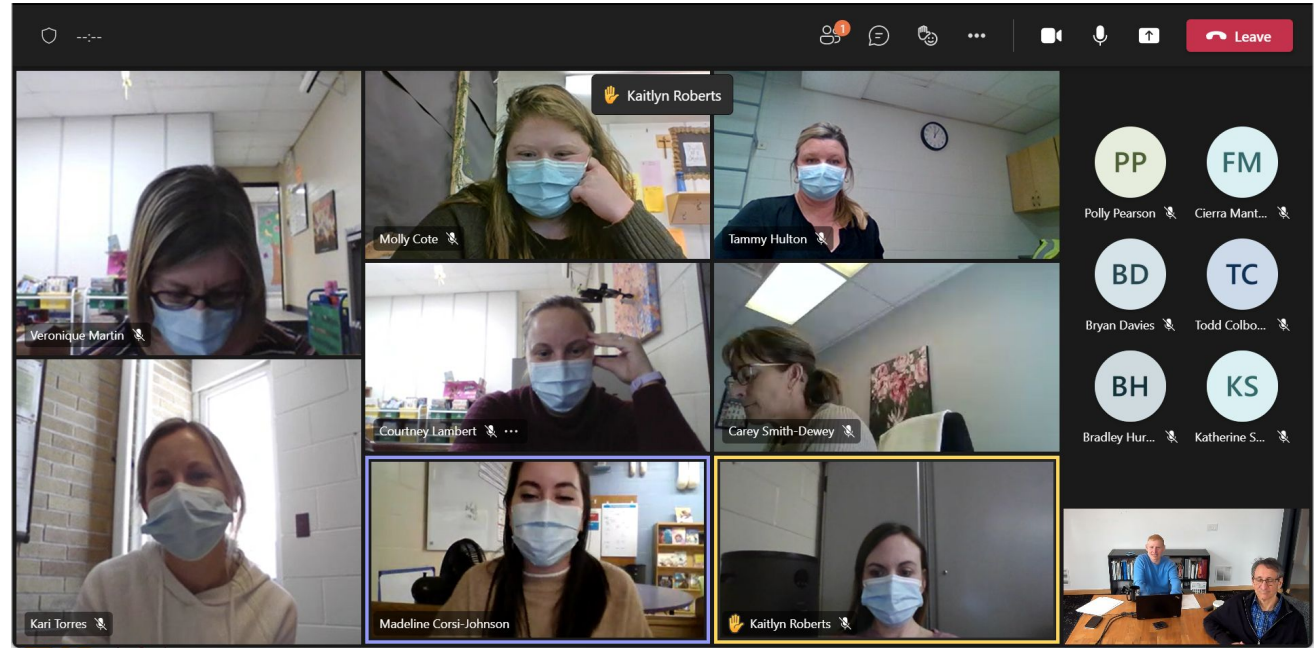 --:--
1
Leave
Kaitlyn Roberts
Veronique Martin
Molly Cote
Tammy Hulton
PP
FM
Polly Pearson
Cierra Mant...
Courtney Lambert
Carey Smith-Dewey
BD
TC
Bryan Davies
Todd Colbo...
BH
KS
Bradley Hur...
Katherine S...
Kari Torres
Madeline Corsi-Johnson
Kaitlyn Roberts